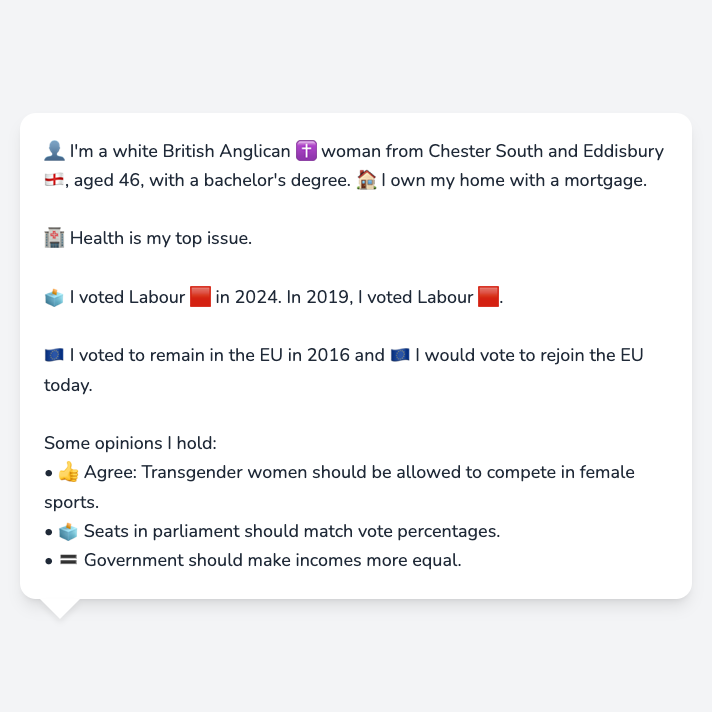 👤 I'm a white British Anglican ✝️ woman from Chester South and Eddisbury
🏴󠁧󠁢󠁥󠁮󠁧󠁿, aged 46, with a bachelor's degree. 🏠 I own my home with a mortgage.
🏥 Health is my top issue.
🗳️ I voted Labour 🟥 in 2024. In 2019, I voted Labour 🟥.
🇪🇺 I voted to remain in the EU in 2016 and 🇪🇺 I would vote to rejoin the EU
today.
Some opinions I hold:
• 👍 Agree: Transgender women should be allowed to compete in female
sports.
• 🗳️ Seats in parliament should match vote percentages.
• 🟰 Government should make incomes more equal.